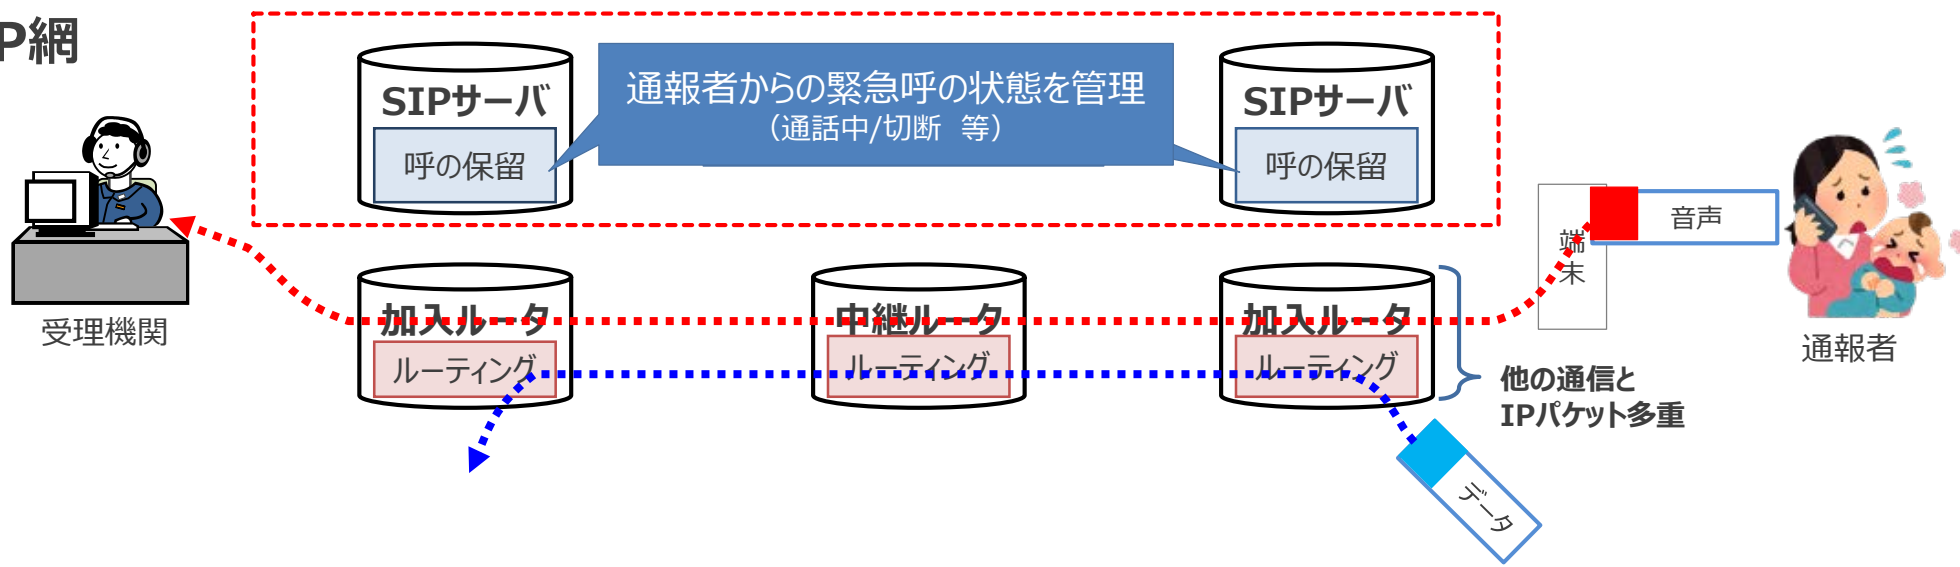 P網
SIPサーバ
呼の保留
通報者からの緊急呼の状態を管理
（通話中/切断　等）
SIPサーバ
呼の保留
音声
端末
受理機関
加入ルータ
ルーティング
中継ルータ
ルーティング
加入ルータ
ルーティング
通報者
他の通信と
IPパケット多重
データ